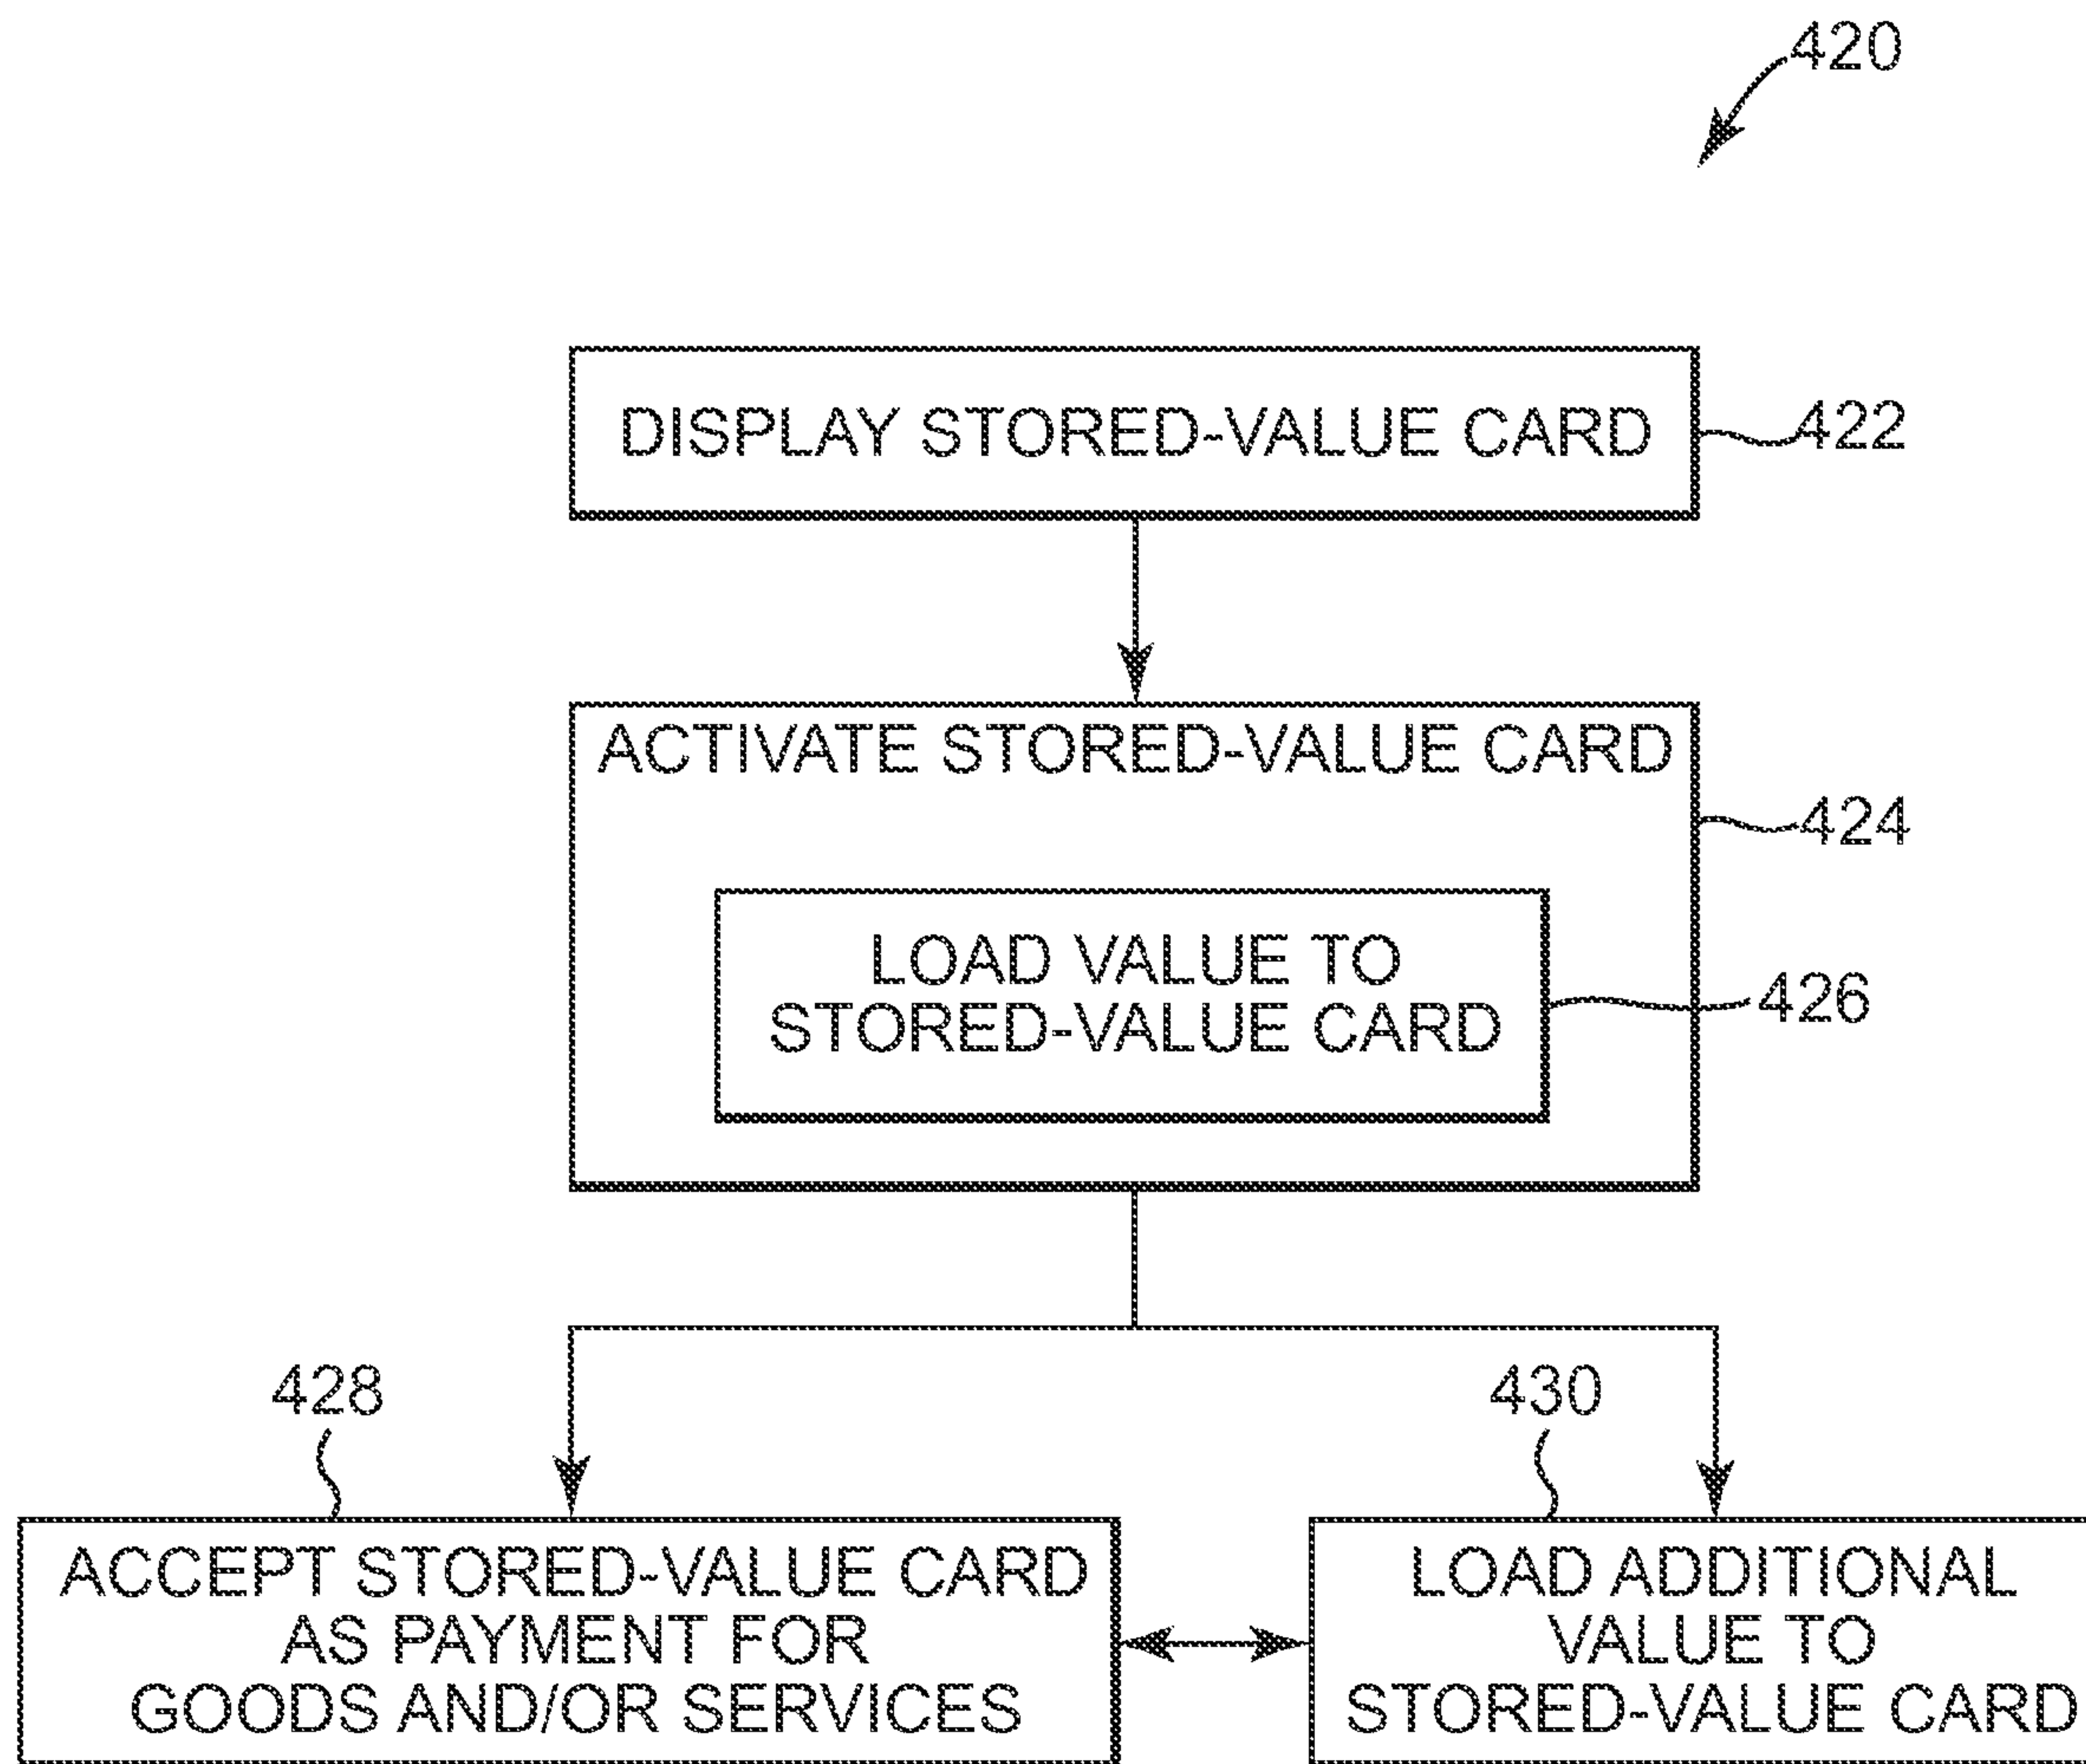 420
DISPLAY STORED-VALUE CARD
422
ACTIVATE STORED-VALUE CARD
424
LOAD VALUE TO
STORED-VALUE CARD
426
428
430
ACCEPT STORED-VALUE CARD
AS PAYMENT FOR
GOODS AND/OR SERVICES
LOAD ADDITIONAL
VALUE TO
STORED-VALUE CARD